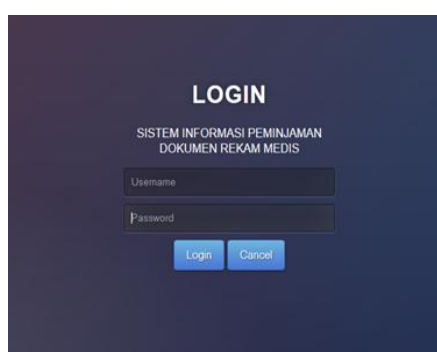 LOGIN
SISTEM INFORMASI PEMINJAMAN
DOKUMEN REKAM MEDIS
Username
Password
Login Cancel